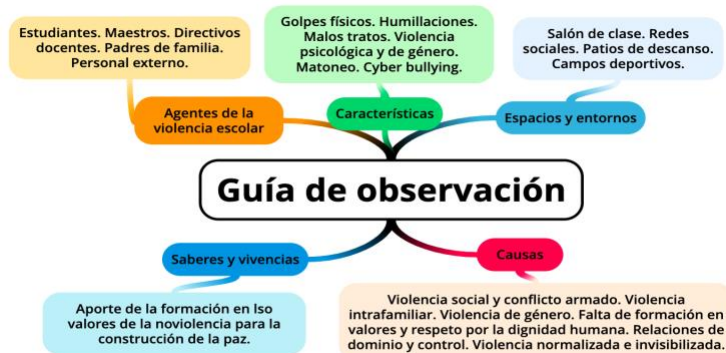 Estudiantes. Maestros. Directivos
docentes. Padres de familia.
Personal externo.
Golpes físicos. Humillaciones.
Malos tratos. Violencia
psicológica y de género.
Matoneo. Cyber bullying.
Salón de clase. Redes
sociales. Patios de descanso.
Campos deportivos.
Agentes de la
violencia escolar
Características
Espacios y entornos
Guía de observación
Saberes y vivencias
Causas
Aporte de la formación en lso
valores de la noviolencia para la
construcción de la paz.
Violencia social y conflicto armado. Violencia
intrafamiliar. Violencia de género. Falta de formación en
valores y respeto por la dignidad humana. Relaciones de
dominio y control. Violencia normalizada e invisibilizada.